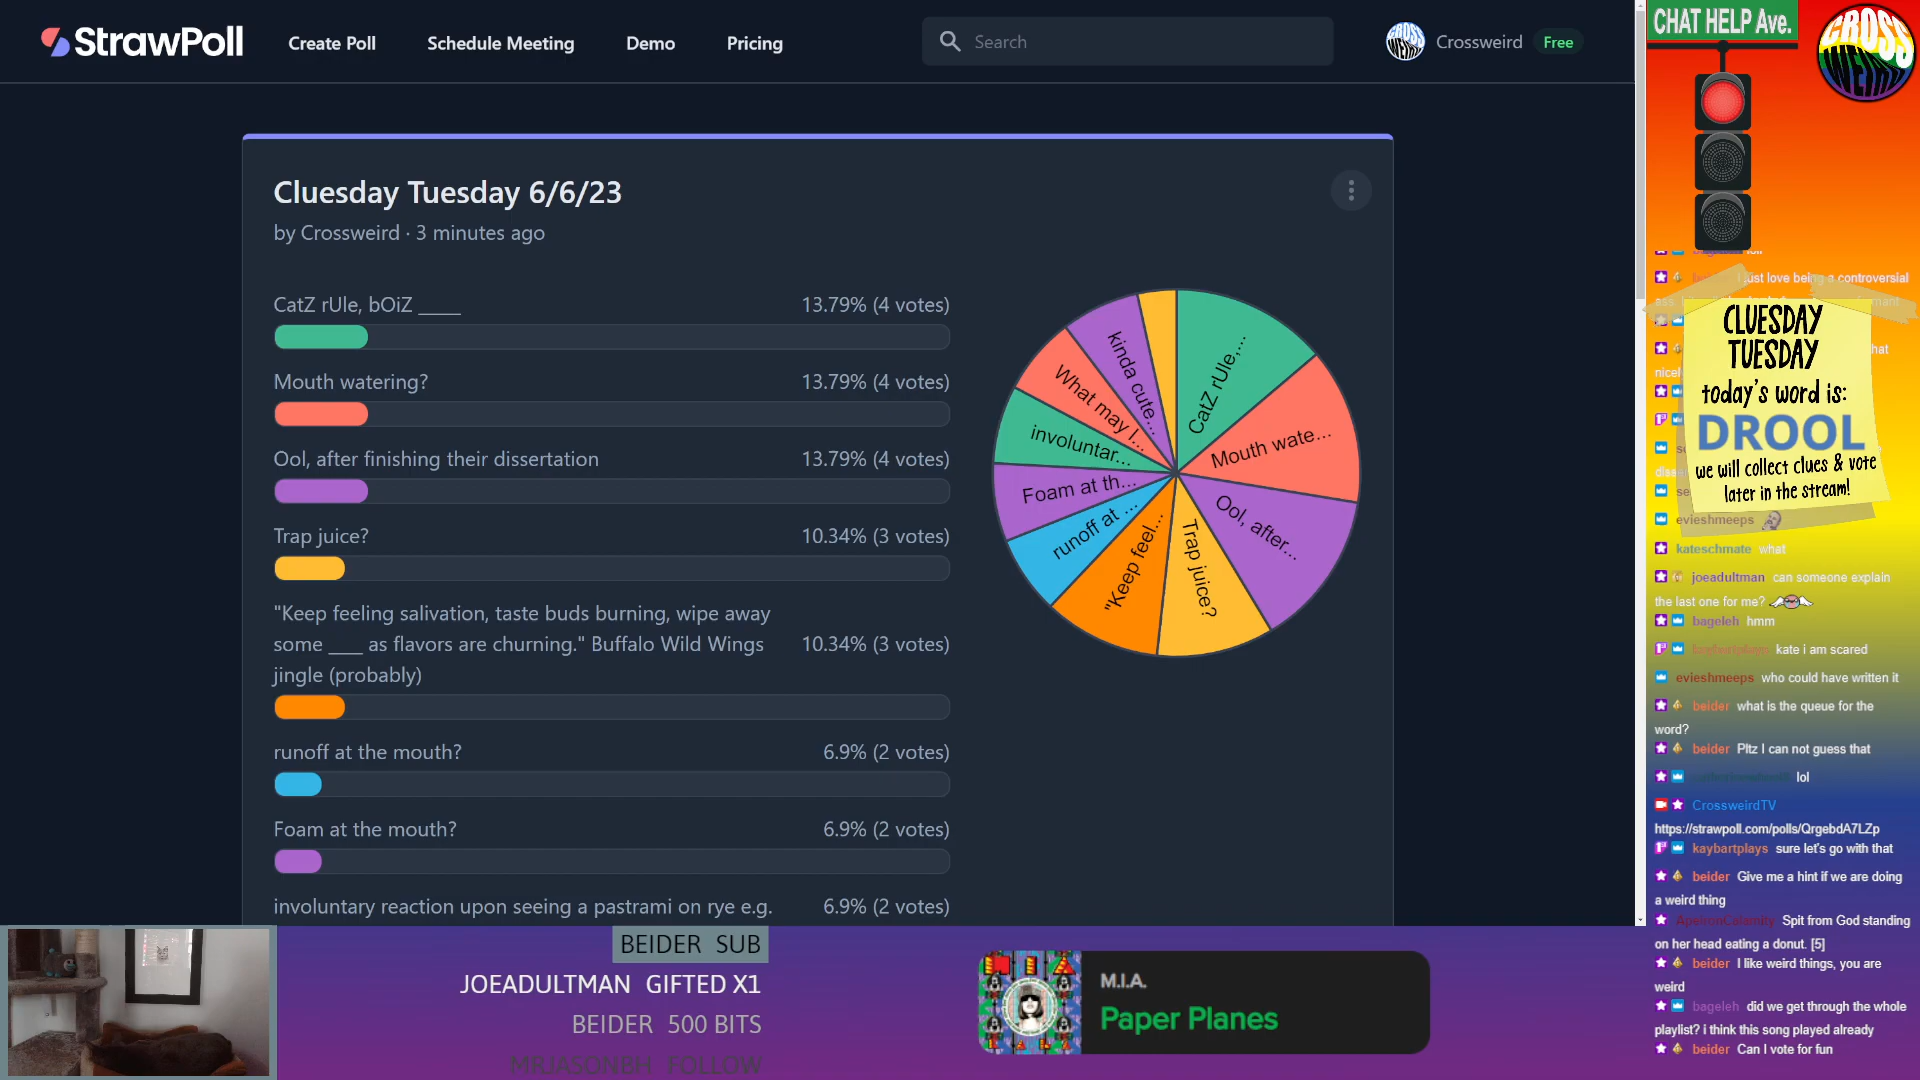 StrawPoll
Create Poll
Schedule Meeting
Demo
Pricing
Search
Crossweird
Free
Cluesday Tuesday 6/6/23
by Crossweird · 3 minutes ago
CatZ rUle, bOiZ ____
13.79% (4 votes)
Mouth watering?
13.79% (4 votes)
Ool, after finishing their dissertation
13.79% (4 votes)
Trap juice?
10.34% (3 votes)
"Keep feeling salivation, taste buds burning, wipe away
some ___ as flavors are churning." Buffalo Wild Wings
jingle (probably)
10.34% (3 votes)
runoff at the mouth?
6.9% (2 votes)
Foam at the mouth?
6.9% (2 votes)
involuntary reaction upon seeing a pastrami on rye e.g.
6.9% (2 votes)
CatZ rUle,...
Mouth wate...
Ool, after...
Trap juice?
"Keep feel...
runoff at ...
Foam at th...
involuntar...
What may I...
kinda cute...
CHAT HELP Ave.
CROSS
WEIRD
I just love being a controversial
CLUESDAY
TUESDAY
today's word is:
DROOL
we will collect clues & vote
later in the stream!
evieshmeeps
kateschmate what
joeadultman can someone explain
the last one for me?
bageleh hmm
kate i am scared
evieshmeeps who could have written it
beider what is the queue for the
word?
beider Pltz I can not guess that
lol
CrossweirdTV
https://strawpoll.com/polls/QrgebdA7LZp
kaybartplays sure let's go with that
beider Give me a hint if we are doing
a weird thing
ApeironCalamity Spit from God standing
on her head eating a donut. [5]
beider I like weird things, you are
weird
bageleh did we get through the whole
playlist? i think this song played already
beider Can I vote for fun
BEIDER SUB
JOEADULTMAN GIFTED X1
BEIDER 500 BITS
MRJASONBH FOLLOW
M.I.A.
Paper Planes